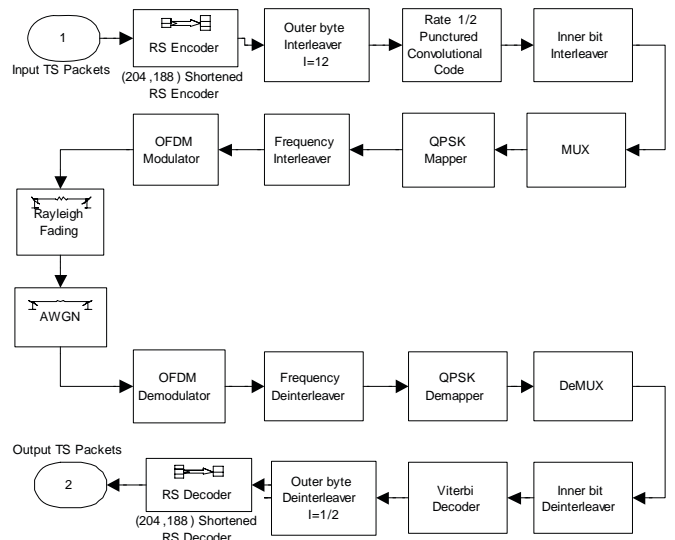 1
Input TS Packets
RS Encoder
(204 ,188 ) Shortened
RS Encoder
Outer byte
Interleaver
I=12
Rate 1/2
Punctured
Convolutional
Code
Inner bit
Interleaver
OFDM
Modulator
Frequency
Interleaver
QPSK
Mapper
MUX
Rayleigh
Fading
AWGN
OFDM
Demodulator
Frequency
Deinterleaver
QPSK
Demapper
DeMUX
Output TS Packets
2
RS Decoder
(204 ,188 ) Shortened
RS Decoder
Outer byte
Deinterleaver
I=1/2
Viterbi
Decoder
Inner bit
Deinterleaver